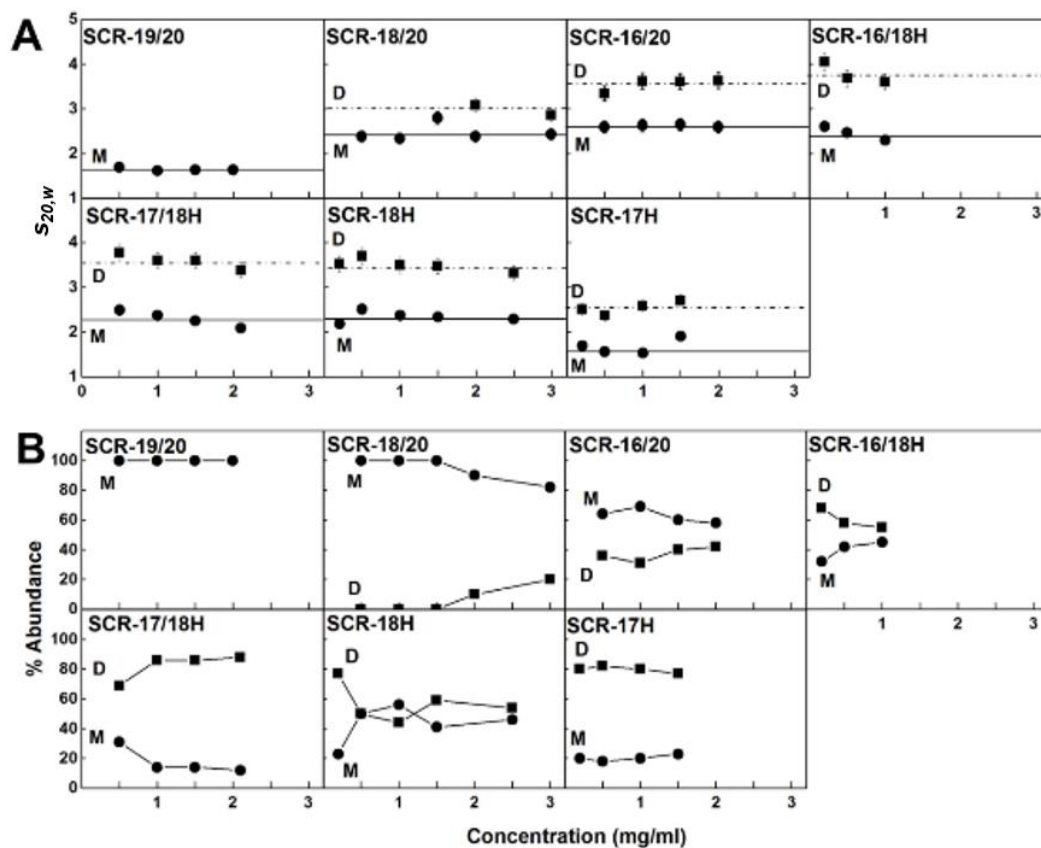 A
SCR-19/20 SCR-18/20 SCR-16/20 SCR-16/18H
5
4
3
2
1
M
D
M
D
M
D
M
1 2 3
s20,w
SCR-17/18H SCR-18H SCR-17H
4
3
2
1
D
M
D
M
D
M
0 1 2 3 1 2 3 1 2 3
B
SCR-19/20 SCR-18/20 SCR-16/20 SCR-16/18H
100
80
60
40
20
0
M
M
D
M
D
D
M
1 2 3
% Abundance
SCR-17/18H SCR-18H SCR-17H
100
80
60
40
20
0
D
M
D
M
D
M
1 2 3 1 2 3 1 2 3
Concentration (mg/ml)